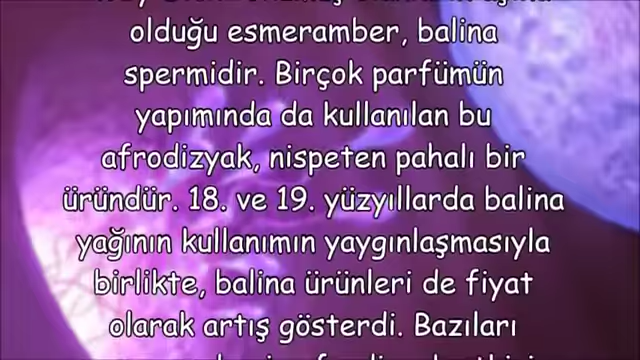 olduğu esmeramber, balina
spermidir. Birçok parfümün
yapımında da kullanılan bu
afrodizyak, nispeten pahalı bir
üründür. 18. ve 19. yüzyıllarda balina
yağının kullanımın yaygınlaşmasıyla
birlikte, balina ürünleri de fiyat
olarak artış gösterdi. Bazıları